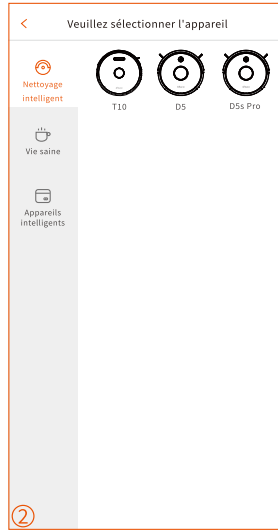 Veuillez sélectionner l'appareil
Nettoyage
intelligent
T10
D5
D5s Pro
Vie saine
Appareils
intelligents
2